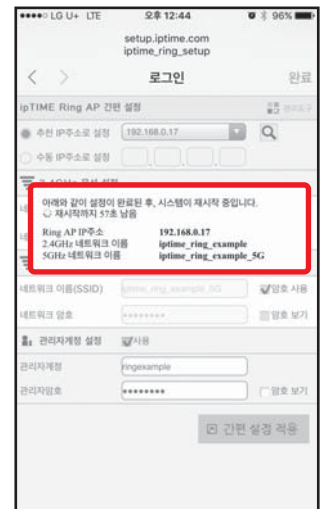 LG U+ LTE 오후 12:44 96%
setup.iptime.com
iptime_ring_setup
로그인 완료
ipTIME Ring AP 간편 설정
추천 IP주소로 설정 192.168.0.17
수동 IP주소로 설정
아래와 같이 설정이 완료된 후, 시스템이 재시작 중입니다.
재시작까지 57초 남음
Ring AP IP주소 192.168.0.17
2.4GHz 네트워크 이름 iptime_ring_example
5GHz 네트워크 이름 iptime_ring_example_5G
네트워크 이름(SSID) iptime_ring_example_5G 암호 사용
네트워크 암호 •••••••• 암호 보기
관리자계정 설정 사용
관리자계정 ringexample
관리자암호 •••••••• 암호 보기
간편 설정 적용